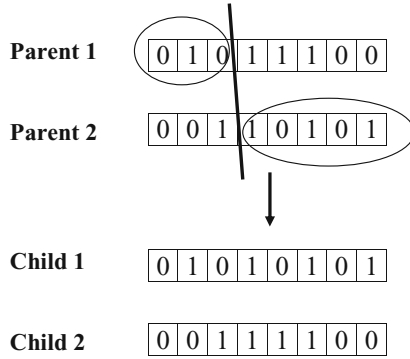 Parent 1 0 1 0 1 1 1 0 0
Parent 2 0 0 1 1 0 1 0 1
Child 1 0 1 0 1 0 1 0 1
Child 2 0 0 1 1 1 1 0 0